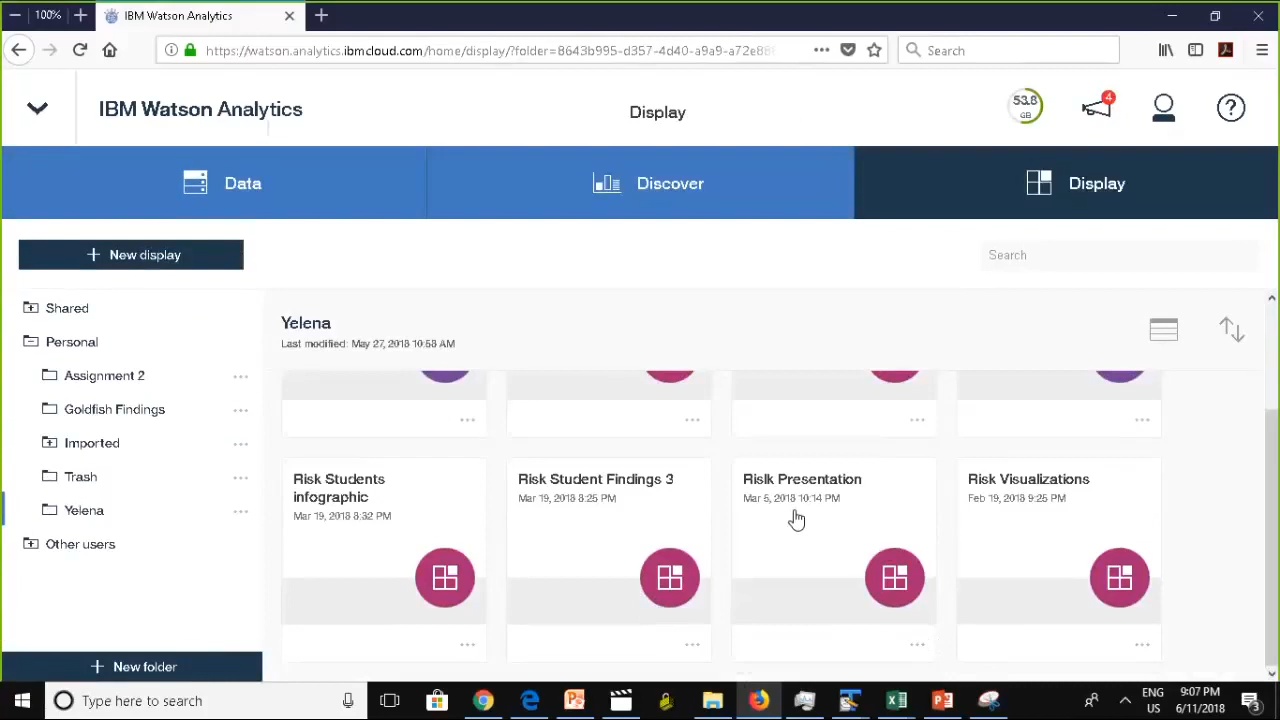 100%
IBM Watson Analytics
https://watson.analytics.ibmcloud.com/home/display/?folder=8643b995-d357-4d40-a9a9-a72e88
Search
IBM Watson Analytics
Display
53.8
GB
4
?
Data
Discover
Display
+ New display
Search
Shared
Personal
Assignment 2
Goldfish Findings
Imported
Trash
Yelena
Other users
+ New folder
Yelena
Last modified: May 27, 2018 10:58 AM
Risk Students
infographic
Mar 19, 2018 8:32 PM
Risk Student Findings 3
Mar 19, 2018 8:25 PM
Rislk Presentation
Mar 5, 2018 10:14 PM
Risk Visualizations
Feb 19, 2018 9:25 PM
Type here to search
ENG
US
9:07 PM
6/11/2018
3